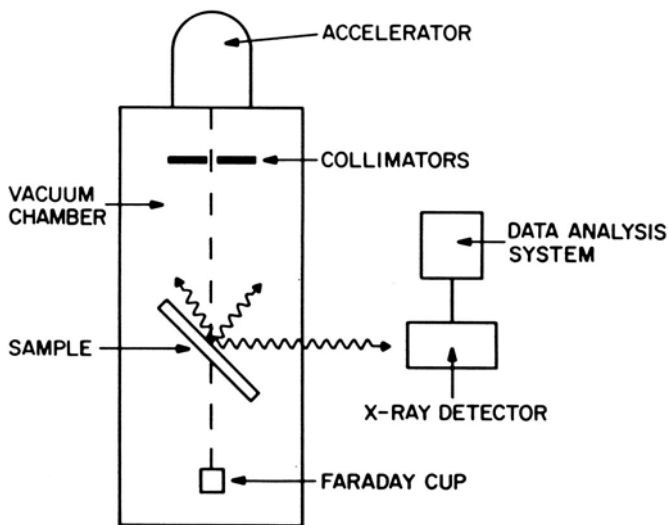 ACCELERATOR
COLLIMATORS
VACUUM
CHAMBER
DATA ANALYSIS
SYSTEM
SAMPLE
X-RAY DETECTOR
FARADAY CUP